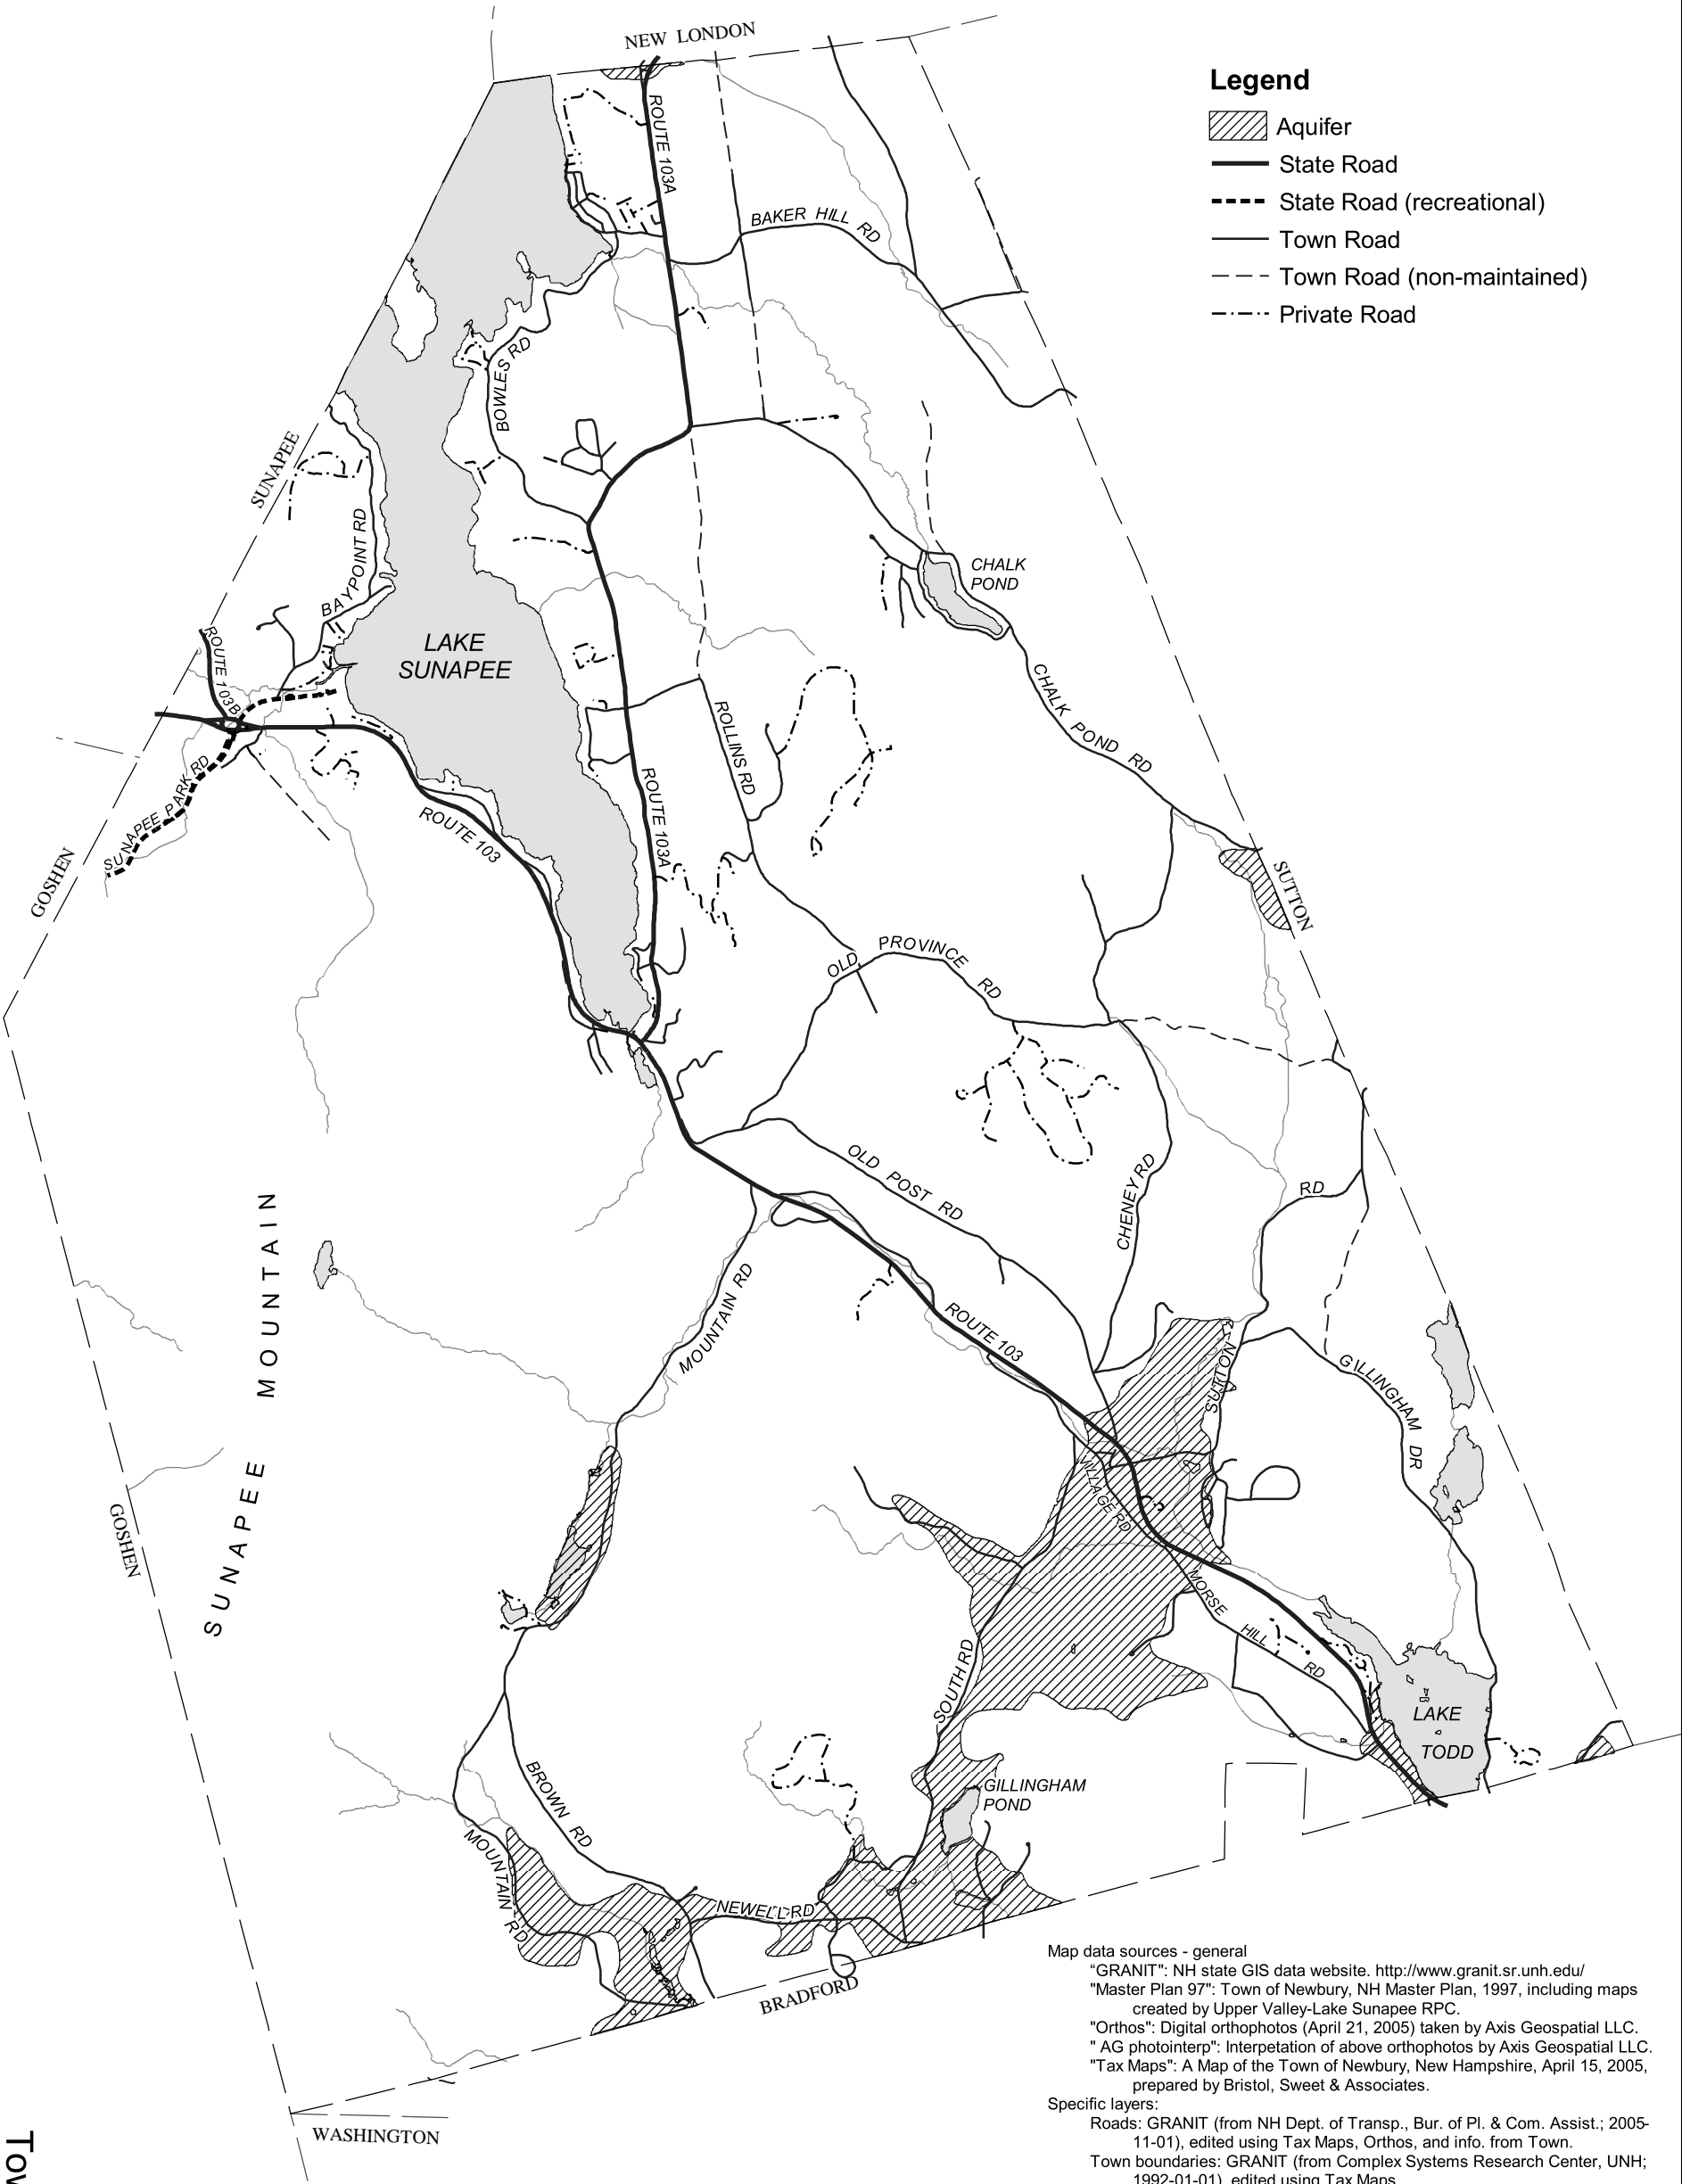 NEW LONDON
Legend
Aquifer
State Road
State Road (recreational)
Town Road
Town Road (non-maintained)
Private Road
ROUTE 103A
BAKER HILL RD
BOWLES RD
SUNAPEE
BAYPOINT RD
CHALK
POND
LAKE
SUNAPEE
ROUTE 103B
CHALK POND RD
ROLLINS RD
SUNAPEE PARK RD
ROUTE 103
ROUTE 103A
GOSHEN
SUTTON
OLD PROVINCE RD
OLD POST RD
CHENEY RD
RD
SUNAPEE MOUNTAIN
MOUNTAIN RD
ROUTE 103
SUTTON
GILLINGHAM DR
VILLAGE RD
GOSHEN
MORSE HILL RD
SOUTH RD
LAKE
TODD
BROWN RD
GILLINGHAM
POND
MOUNTAIN RD
NEWELL RD
BRADFORD
WASHINGTON
Map data sources - general
"GRANIT": NH state GIS data website. http://www.granit.sr.unh.edu/
"Master Plan 97": Town of Newbury, NH Master Plan, 1997, including maps
created by Upper Valley-Lake Sunapee RPC.
"Orthos": Digital orthophotos (April 21, 2005) taken by Axis Geospatial LLC.
" AG photointerp": Interpetation of above orthophotos by Axis Geospatial LLC.
"Tax Maps": A Map of the Town of Newbury, New Hampshire, April 15, 2005,
prepared by Bristol, Sweet & Associates.
Specific layers:
Roads: GRANIT (from NH Dept. of Transp., Bur. of Pl. & Com. Assist.; 2005-
11-01), edited using Tax Maps, Orthos, and info. from Town.
Town boundaries: GRANIT (from Complex Systems Research Center, UNH;
1992-01-01), edited using Tax Maps